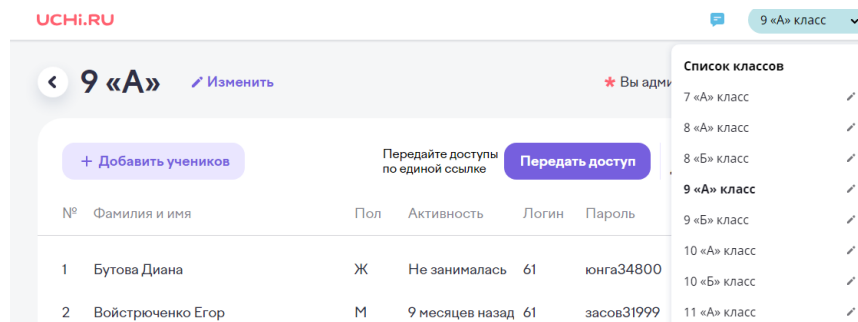 UCHi.RU
9 «А» класс
9 «А»
Изменить
Вы адми
Список классов
7 «А» класс
8 «А» класс
8 «Б» класс
9 «А» класс
9 «Б» класс
10 «А» класс
10 «Б» класс
11 «А» класс
+ Добавить учеников
Передайте доступы
по единой ссылке
Передать доступ
№ Фамилия и имя Пол Активность Логин Пароль
1 Бутова Диана Ж Не занималась 61 юнга34800
2 Войстрюченко Егор М 9 месяцев назад 61 засов31999